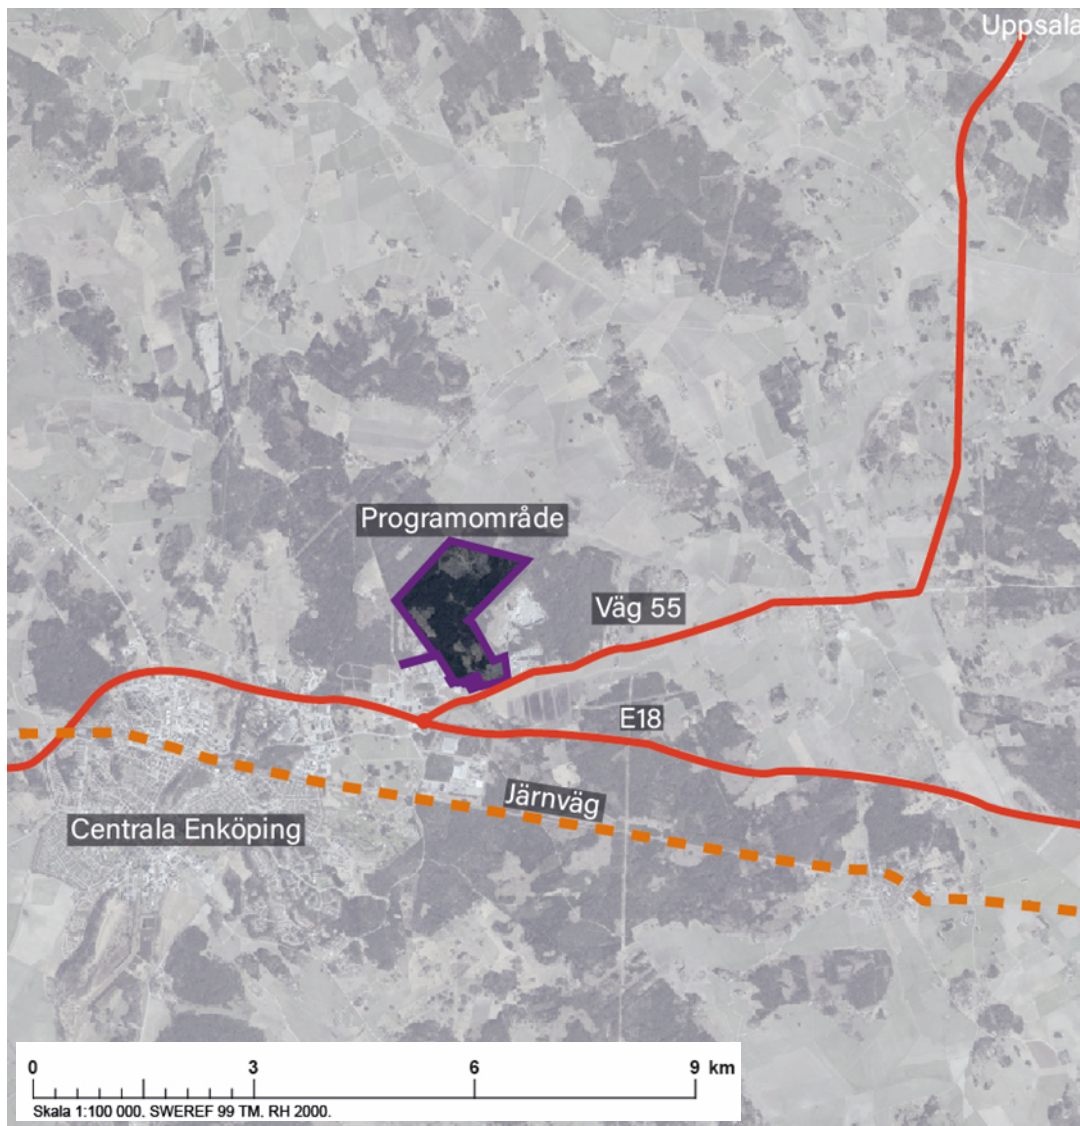 Uppsala
Programområde
Väg 55
E18
Järnväg
Centrala Enköping
0 3 6 9 km
Skala 1:100 000. SWEREF 99 TM. RH 2000.